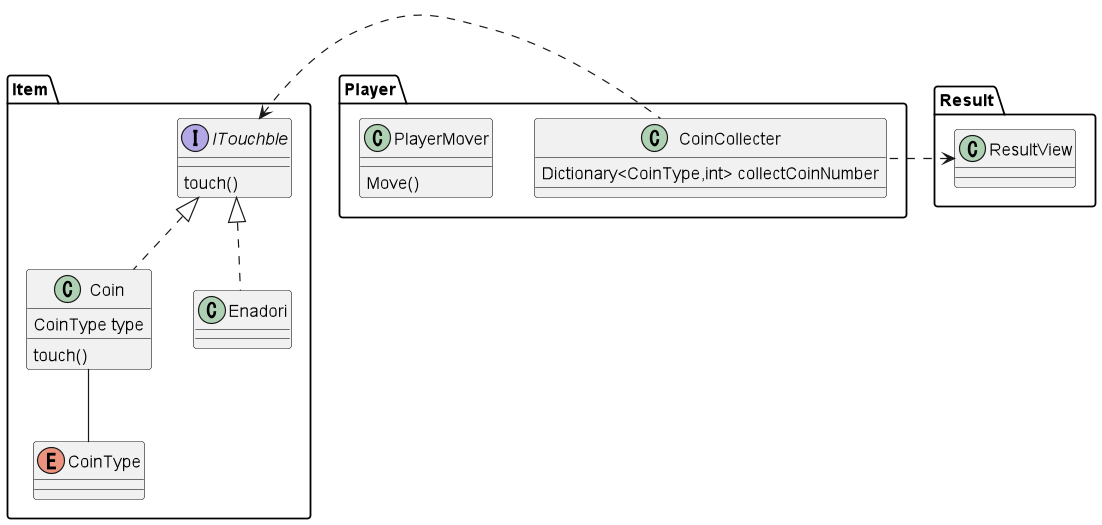 Item
I ITouchble
touch()
C Coin
CoinType type
touch()
C Enadori
E CoinType
Player
C PlayerMover
Move()
C CoinCollecter
Dictionary<CoinType,int> collectCoinNumber
Result
C ResultView